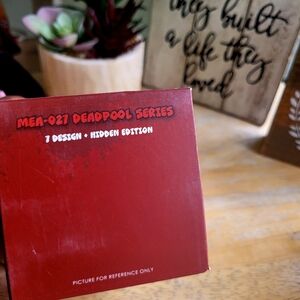 they built
a life they
loved
MEA-027 DEADPOOL SERIES
7 DESIGN + HIDDEN EDITION
PICTURE FOR REFERENCE ONLY